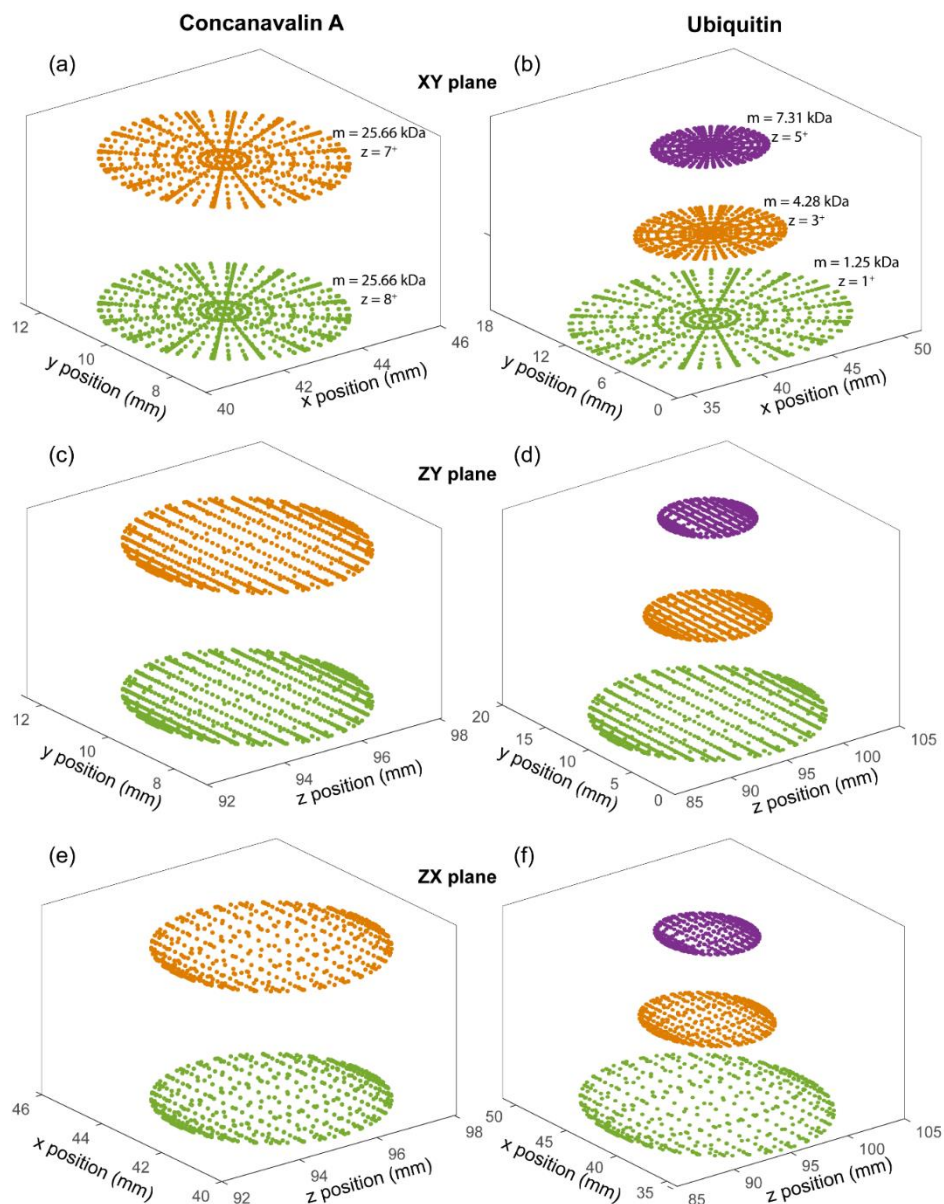 Concanavalin A
Ubiquitin
(a)
XY plane
(b)
m = 25.66 kDa
z = 7⁺
m = 25.66 kDa
z = 8⁺
12
10
8
y position (mm)
40
42
44
46
x position (mm)
m = 7.31 kDa
z = 5⁺
m = 4.28 kDa
z = 3⁺
m = 1.25 kDa
z = 1⁺
18
12
6
0
y position (mm)
35
40
45
50
x position (mm)
(c)
ZY plane
(d)
12
10
8
y position (mm)
92
94
96
98
z position (mm)
20
15
10
5
0
y position (mm)
85
90
95
100
105
z position (mm)
(e)
ZX plane
(f)
46
44
42
40
x position (mm)
92
94
96
98
z position (mm)
50
45
40
35
x position (mm)
85
90
95
100
105
z position (mm)